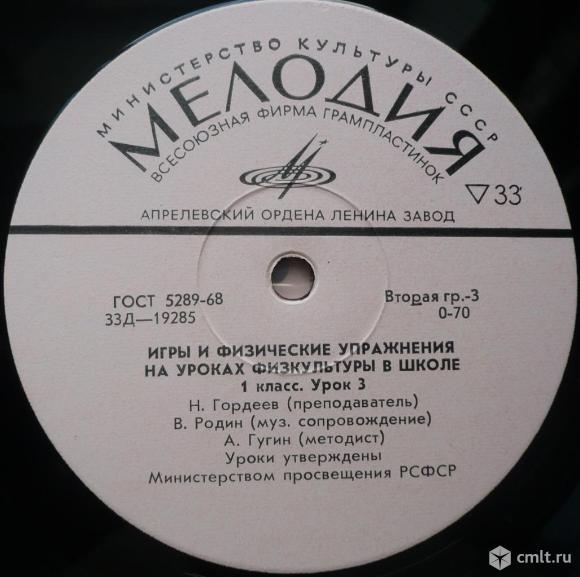 МИНИСТЕРСТВО КУЛЬТУРЫ СССР
МЕЛОДИЯ
ВСЕСОЮЗНАЯ ФИРМА ГРАМПЛАСТИНОК
▽33
АПРЕЛЕВСКИЙ ОРДЕНА ЛЕНИНА ЗАВОД
ГОСТ 5289-68
Вторая гр.-3
33Д—19285
0-70
ИГРЫ И ФИЗИЧЕСКИЕ УПРАЖНЕНИЯ
НА УРОКАХ ФИЗКУЛЬТУРЫ В ШКОЛЕ
1 класс. Урок 3
Н. Гордеев (преподаватель)
В. Родин (муз. сопровождение)
А. Гугин (методист)
Уроки утверждены
Министерством просвещения РСФСР
cmlt.ru